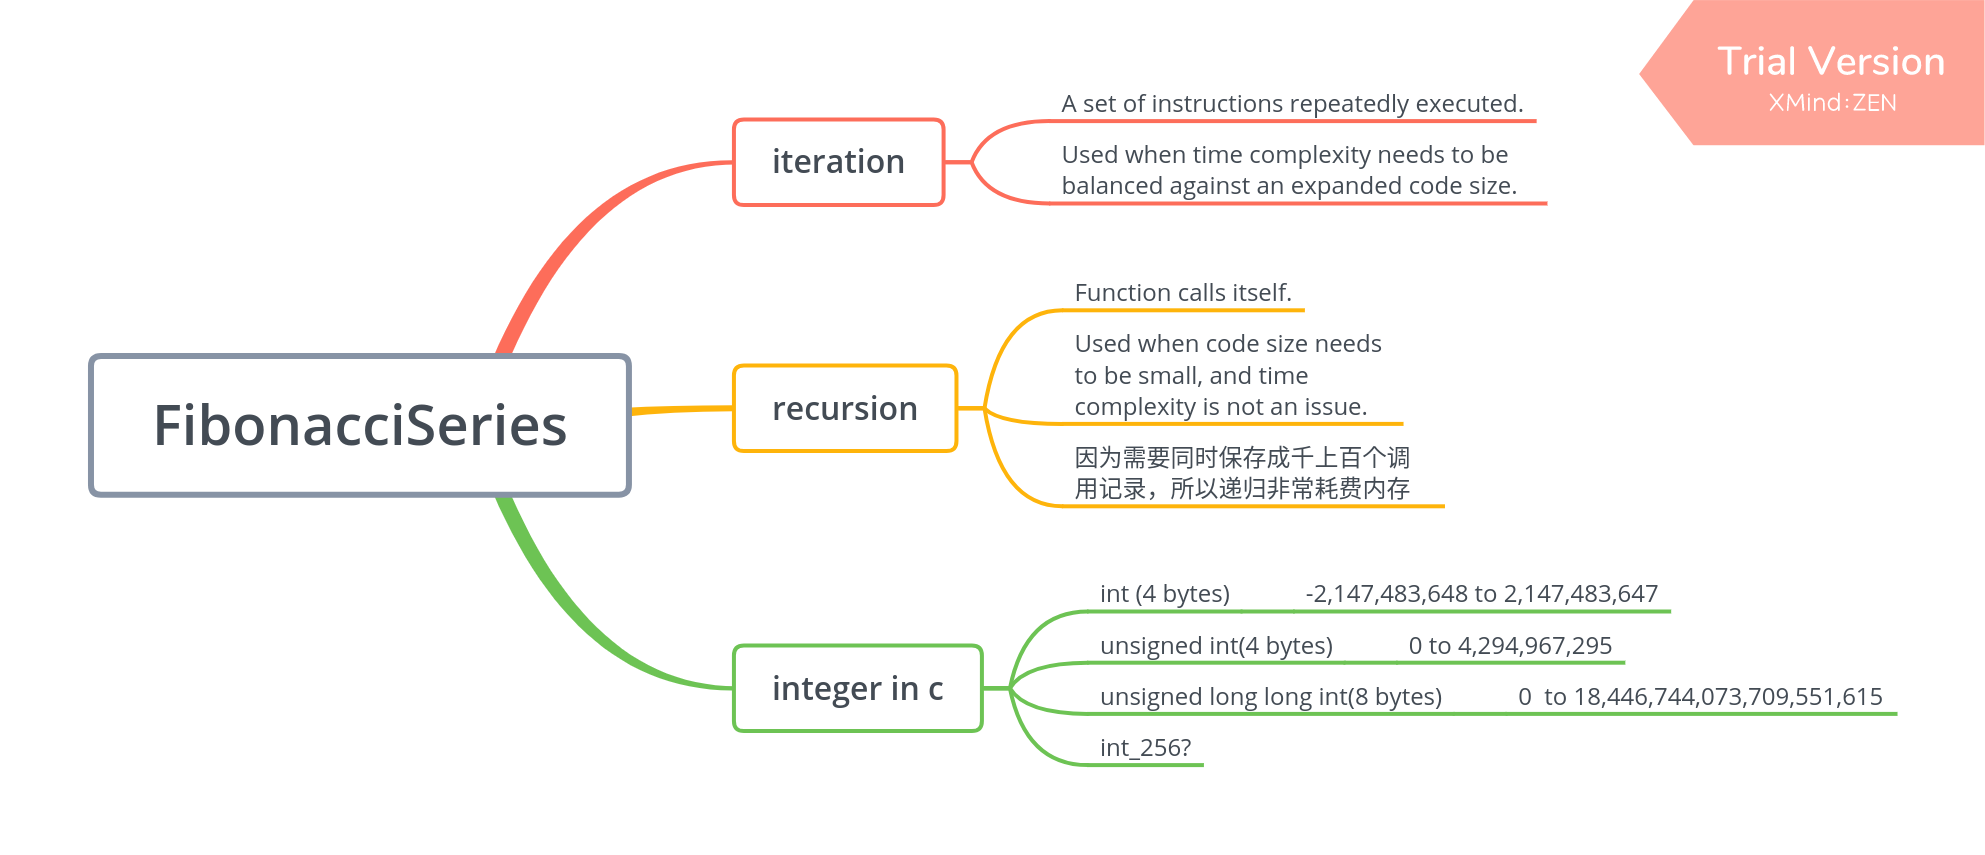 Trial Version
XMind:ZEN
FibonacciSeries
iteration
A set of instructions repeatedly executed.
Used when time complexity needs to be
balanced against an expanded code size.
recursion
Function calls itself.
Used when code size needs
to be small, and time
complexity is not an issue.
因为需要同时保存成千上百个调
用记录，所以递归非常耗费内存
integer in c
int (4 bytes) -2,147,483,648 to 2,147,483,647
unsigned int(4 bytes) 0 to 4,294,967,295
unsigned long long int(8 bytes) 0 to 18,446,744,073,709,551,615
int_256?